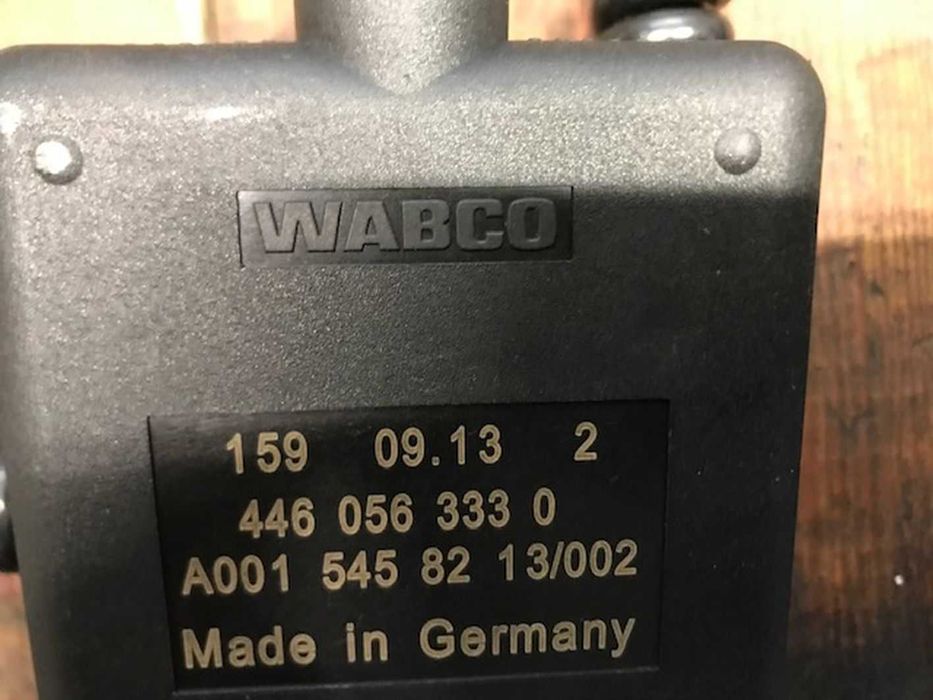 WABCO
159 09.13 2
446 056 333 0
A001 545 82 13/002
Made in Germany